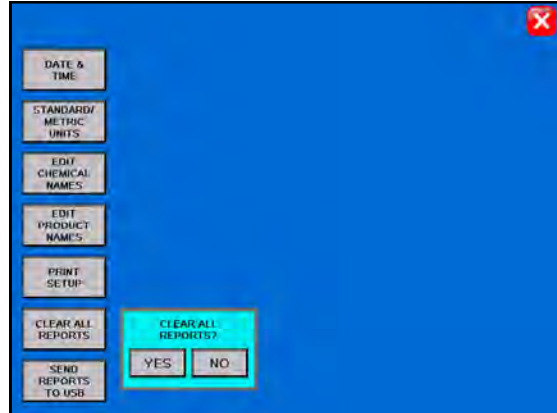 DATE &
TIME
STANDARD/
METRIC
UNITS
EDIT
CHEMICAL
NAMES
EDIT
PRODUCT
NAMES
PRINT
SETUP
CLEAR ALL
REPORTS
CLEAR ALL
REPORTS?
YES NO
SEND
REPORTS
TO USB